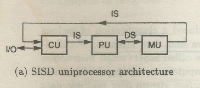 IS
I/O CU IS PU DS MU
(a) SISD uniprocessor architecture